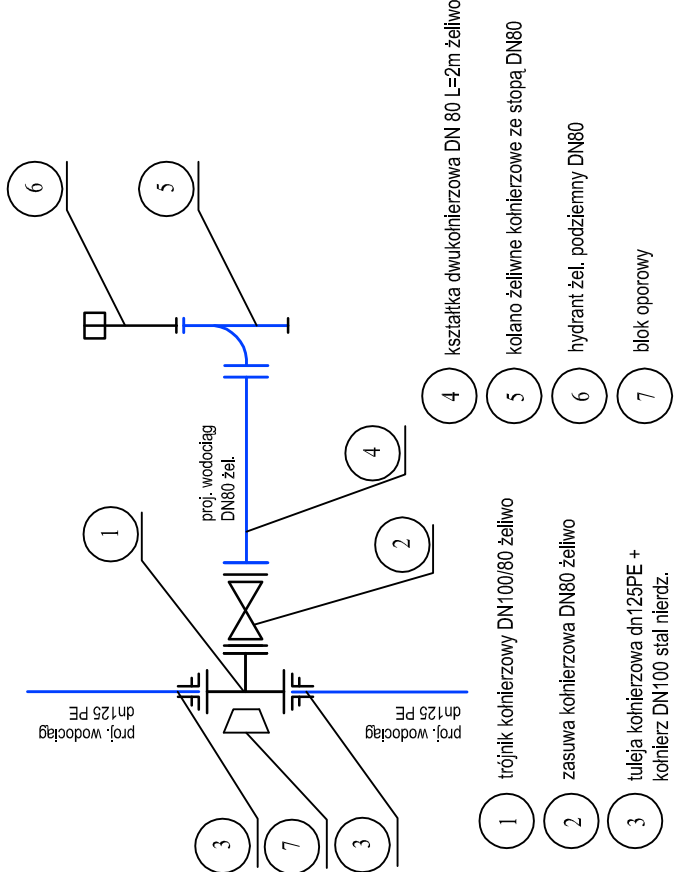 6
5
proj. wodociąg
DN80 żel.
4
1
2
proj. wodociąg
dn125 PE
proj. wodociąg
dn125 PE
3
7
3
1 trójnik kołnierzowy DN100/80 żeliwo
2 zasuwa kołnierzowa DN80 żeliwo
3 tuleja kołnierzowa dn125PE +
kołnierz DN100 stal nierdz.
4 kształtka dwukołnierzowa DN 80 L=2m żeliwo
5 kolano żeliwne kołnierzowe ze stopą DN80
6 hydrant żel. podziemny DN80
7 blok oporowy